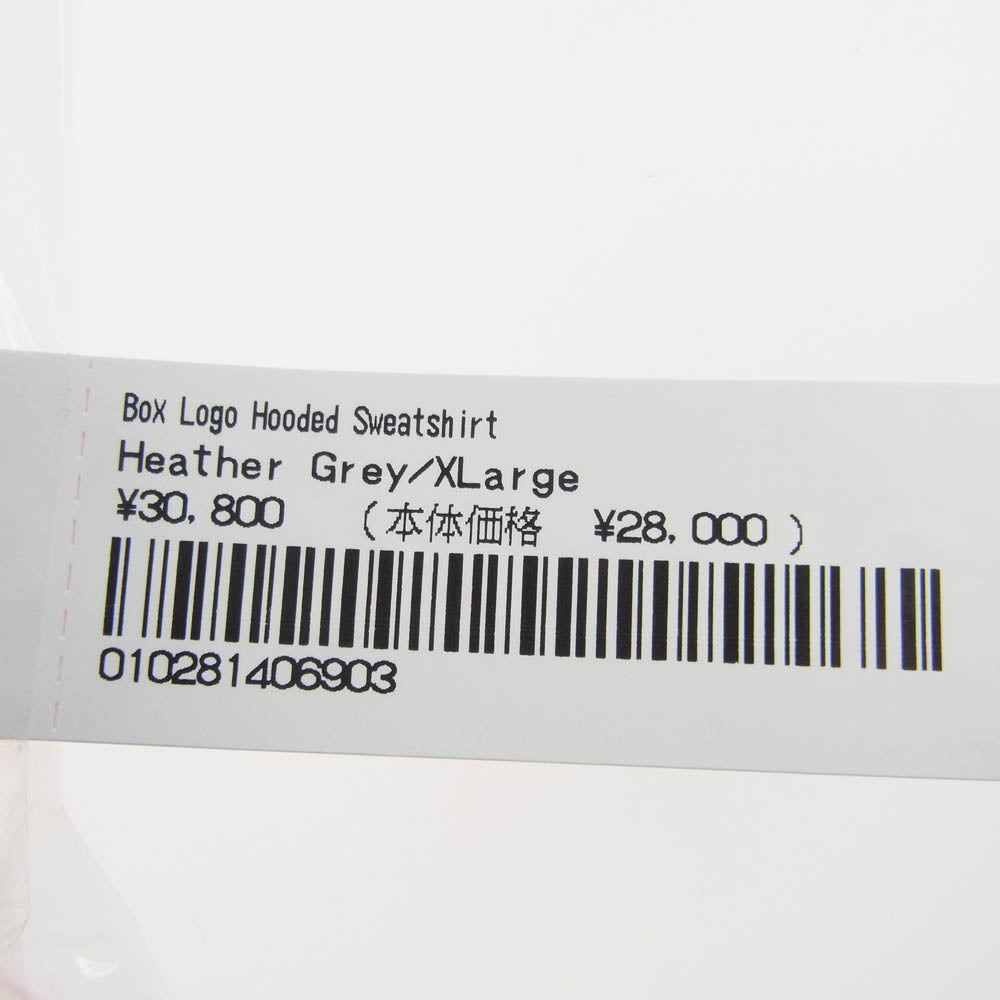 Box Logo Hooded Sweatshirt
Heather Grey/XLarge
¥30,800 (本体価格 ¥28,000)
010281406903